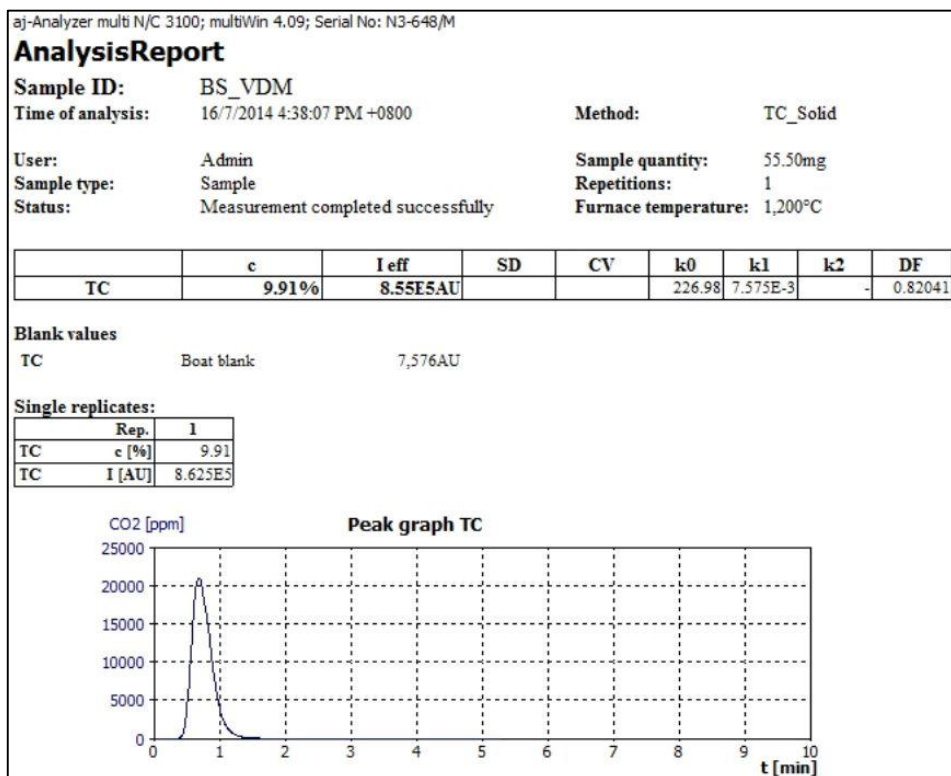 aj-Analyzer multi N/C 3100; multiWin 4.09; Serial No: N3-648/M
AnalysisReport
Sample ID: BS_VDM
Time of analysis: 16/7/2014 4:38:07 PM +0800 Method: TC_Solid
User: Admin Sample quantity: 55.50mg
Sample type: Sample Repetitions: 1
Status: Measurement completed successfully Furnace temperature: 1,200°C
c I eff SD CV k0 k1 k2 DF
TC 9.91% 8.55E5AU 226.98 7.575E-3 - 0.82041
Blank values
TC Boat blank 7,576AU
Single replicates:
Rep. 1
TC c [%] 9.91
TC I [AU] 8.625E5
CO2 [ppm] Peak graph TC
25000
20000
15000
10000
5000
0
0 1 2 3 4 5 6 7 8 9 10
t [min]